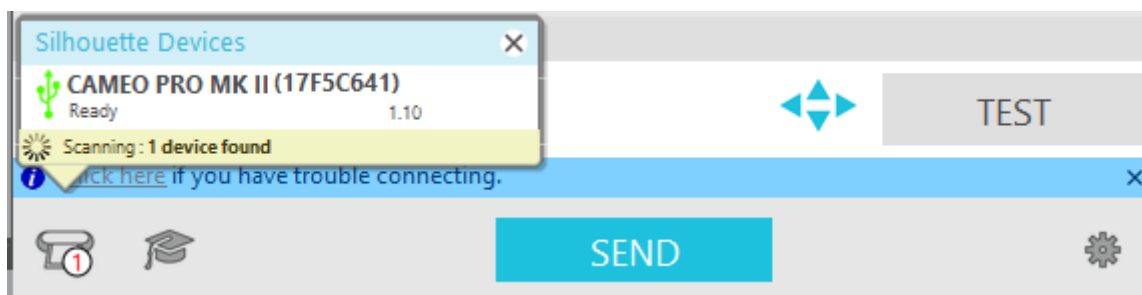 Silhouette Devices
CAMEO PRO MK II (17F5C641)
Ready 1.10
Scanning : 1 device found
TEST
here if you have trouble connecting.
1
SEND